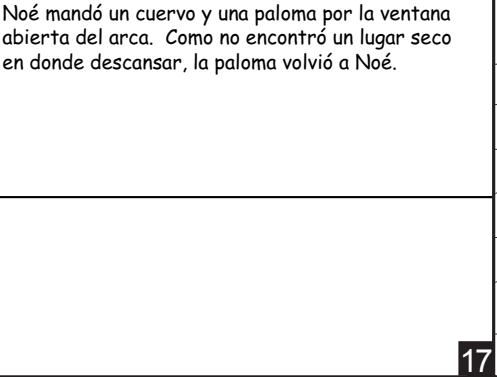 Noé mandó un cuervo y una paloma por la ventana
abierta del arca.  Como no encontró un lugar seco
en donde descansar, la paloma volvió a Noé.
17